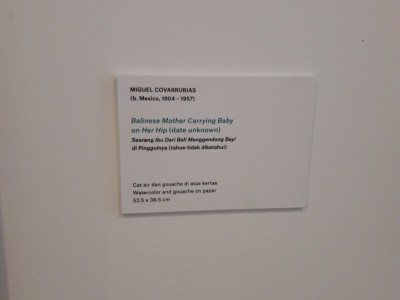 MIGUEL COVARRUBIAS
(b. Mexico, 1904 – 1957)
Balinese Mother Carrying Baby
on Her Hip (date unknown)
Seorang Ibu Dari Bali Menggendong Bayi
di Pinggulnya (tahun tidak diketahui)
Cat air dan gouache di atas kertas
Watercolor and gouache on paper
52.5 x 36.5 cm